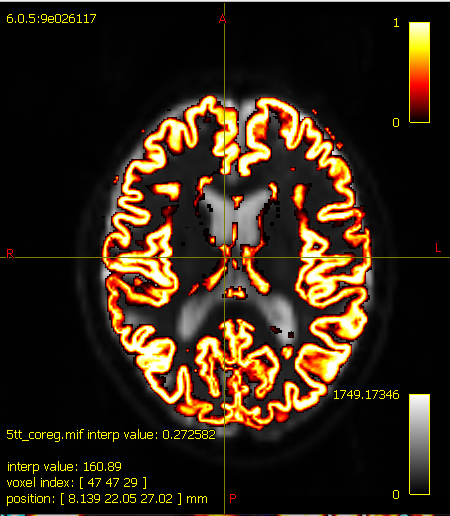 6.0.5:9e026117
A
1
0
R
L
1749.17346
5tt_coreg.mif interp value: 0.272582
interp value: 160.89
voxel index: [ 47 47 29 ]
position: [ 8.139 22.05 27.02 ] mm
P
0